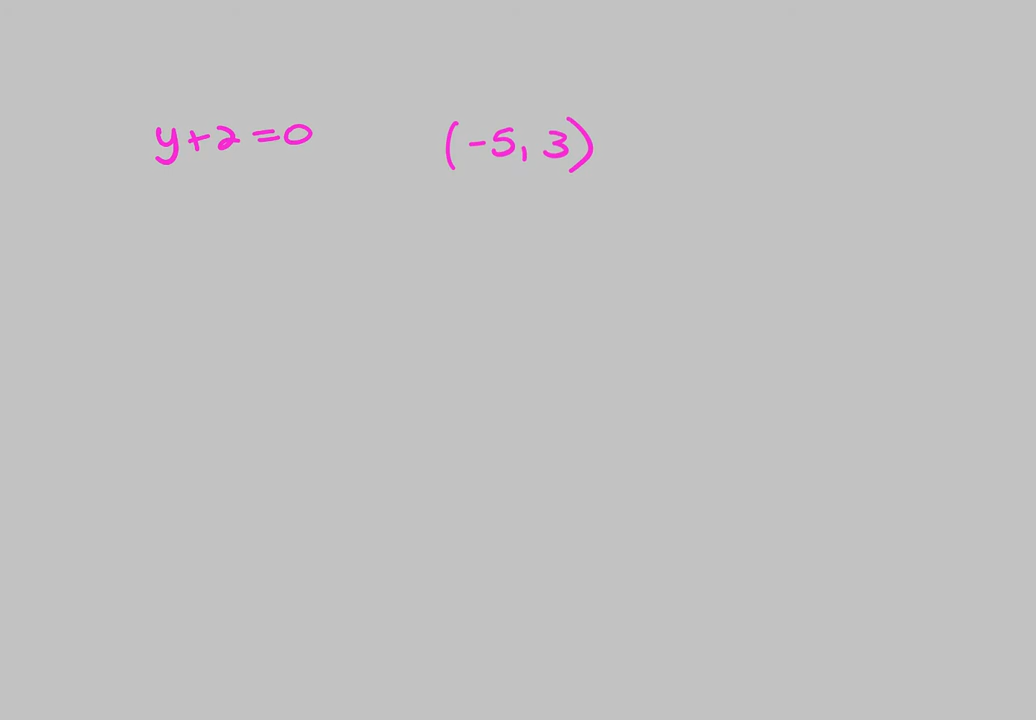 y+2=0 (-5, 3)